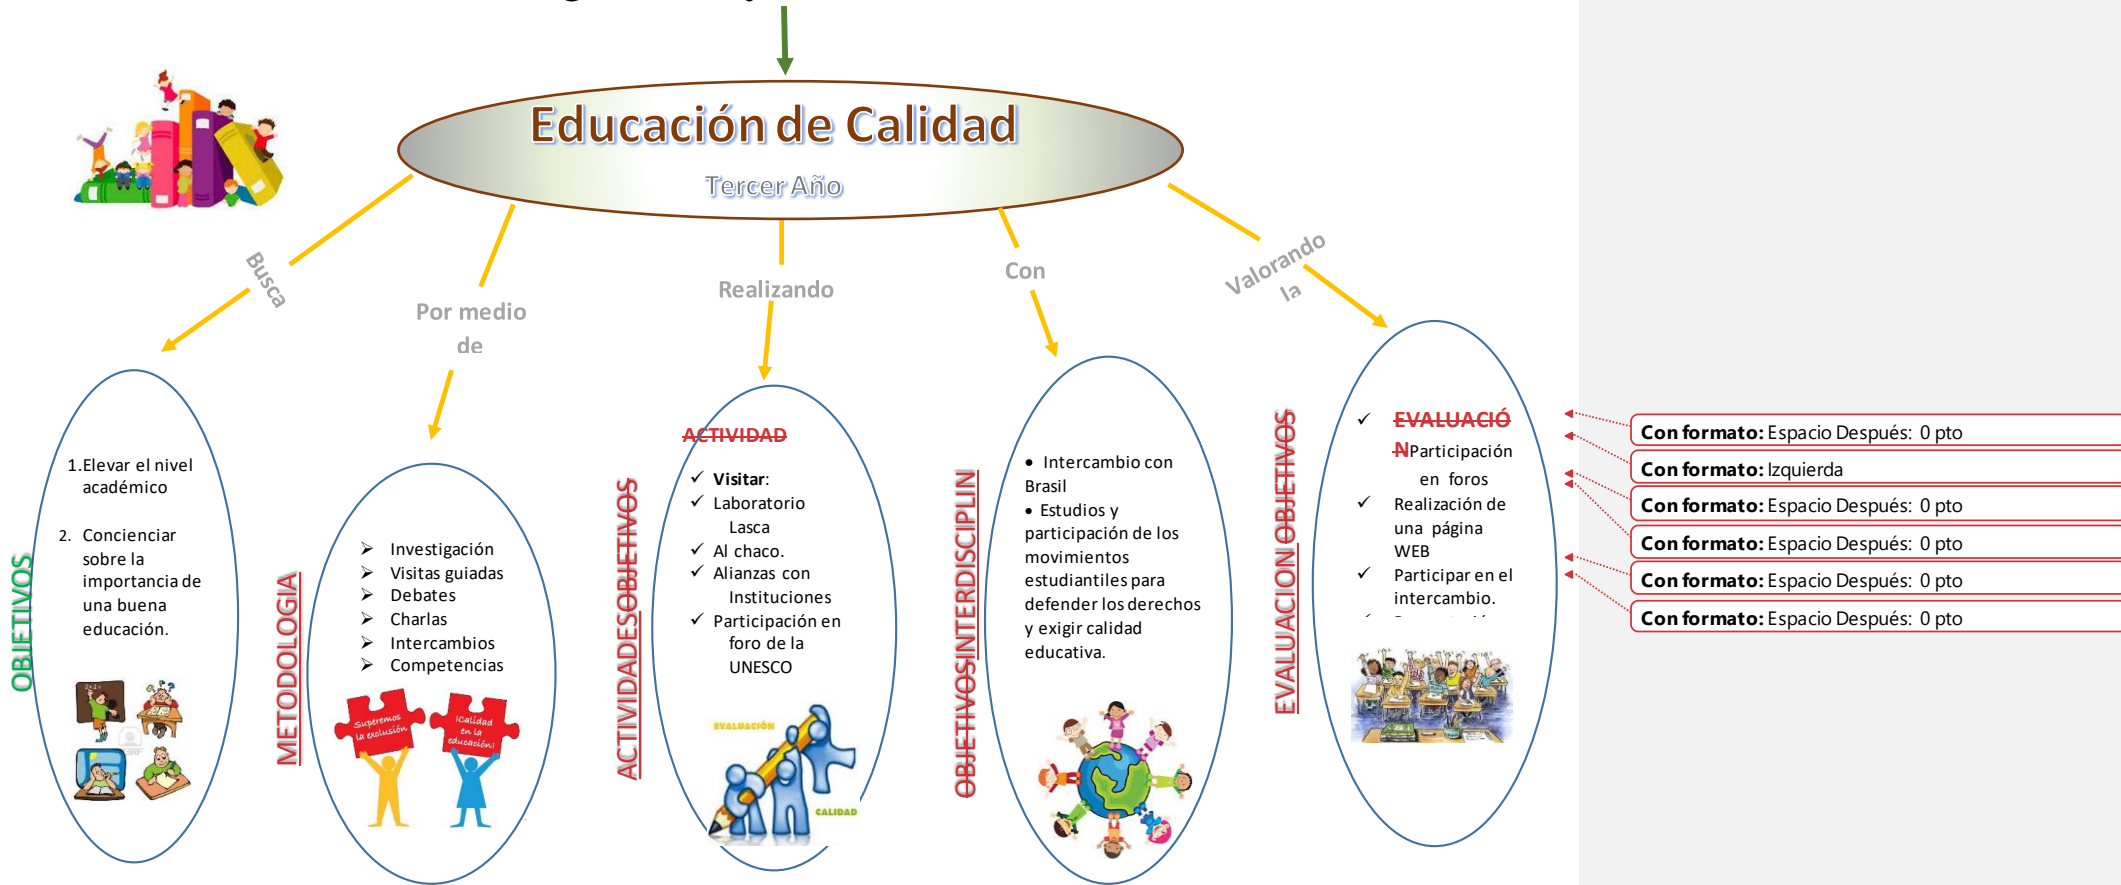 Educación de Calidad
Tercer Año
Busca
Por medio
de
Realizando
Con
Valorando
la
OBJETIVOS
1.Elevar el nivel
académico
2. Concienciar
sobre la
importancia de
una buena
educación.
METODOLOGIA
➢ Investigación
➢ Visitas guiadas
➢ Debates
➢ Charlas
➢ Intercambios
➢ Competencias
Superemos
la exclusión
¡Calidad
en la
educación!
ACTIVIDADESOBJETIVOS
ACTIVIDAD
✓ Visitar:
✓ Laboratorio
Lasca
✓ Al chaco.
✓ Alianzas con
Instituciones
✓ Participación en
foro de la
UNESCO
EVALUACIÓN
CALIDAD
OBJETIVOSINTERDISCIPLIN
• Intercambio con
Brasil
• Estudios y
participación de los
movimientos
estudiantiles para
defender los derechos
y exigir calidad
educativa.
EVALUACION OBJETIVOS
✓ EVALUACIÓ
NParticipación
en foros
✓ Realización de
una página
WEB
✓ Participar en el
intercambio.
Con formato: Espacio Después: 0 pto
Con formato: Izquierda
Con formato: Espacio Después: 0 pto
Con formato: Espacio Después: 0 pto
Con formato: Espacio Después: 0 pto
Con formato: Espacio Después: 0 pto